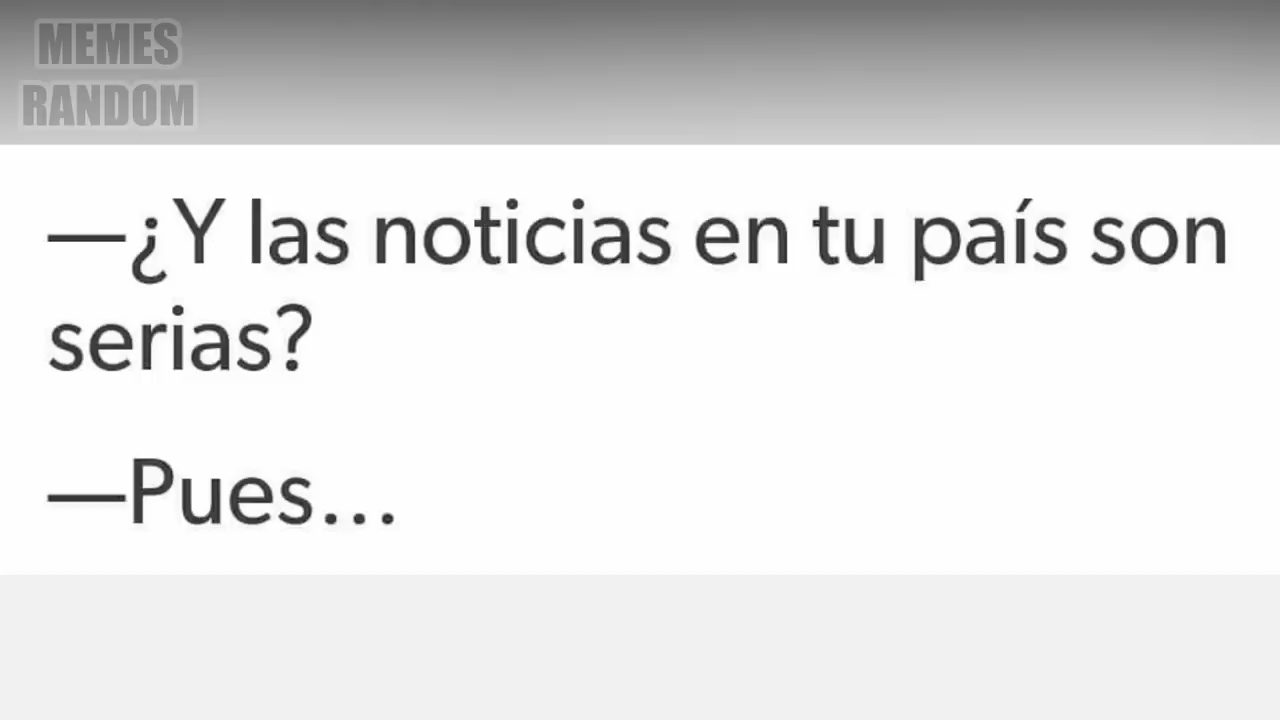 MEMES
RANDOM
—¿Y las noticias en tu país son
serias?
—Pues...